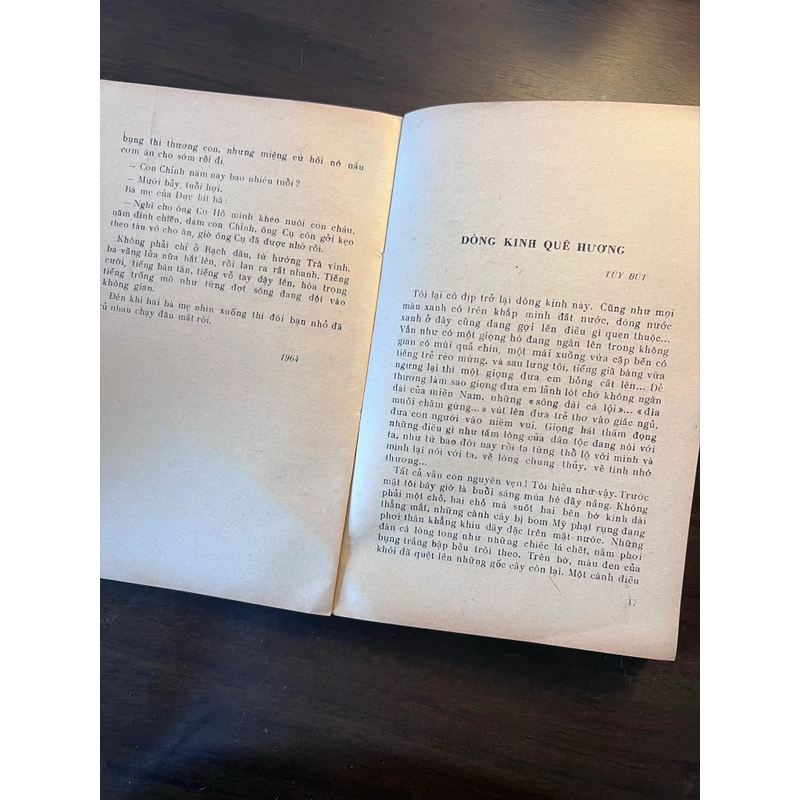 bụng thì thương con, nhưng miệng cứ hỏi nó nấu
cơm ăn cho sớm rồi đi.
— Con Chỉnh năm nay bao nhiêu tuổi?
— Mười bảy, tuổi hợi.
Bà mẹ của Đực hít hà:
— Nghĩ cho ông Cụ Hồ mình khéo nuôi con cháu,
năm đình chiến, đám con Chỉnh, ông Cụ còn gởi kẹo
theo tàu vô cho ăn, giờ ông Cụ đã được nhờ rồi.
Không phải chỉ ở Rạch dâu, từ hướng Trà vinh,
ba vầng lửa nữa hắt lên, rồi lan ra rất nhanh. Tiếng
cười, tiếng bàn tán, tiếng vỗ tay dậy lên, hòa trong
tiếng trống mõ như từng đợt sóng đang dội vào
không gian.
Đến khi hai bà mẹ nhìn xuống thì đôi bạn nhỏ đã
rủ nhau chạy đâu mất rồi.
1964
DÒNG KINH QUÊ HƯƠNG
TÙY BÚT
Tôi lại có dịp trở lại dòng kinh này. Cũng như mọi
màu xanh có trên khắp mình đất nước, dòng nước
xanh ở đây cũng đang gợi lên điều gì quen thuộc...
Vẫn như có một giọng hò đang ngân lên trong không
gian có mùi quả chín, một mái xuồng vừa cặp bến có
tiếng trẻ reo mừng, và sau lưng tôi, tiếng giã bàng vừa
ngưng lại thì một giọng đưa em bỗng cất lên... Dễ
thương làm sao giọng đưa em lảnh lót chớ không ngân
dài của miền Nam, những «sông dài cá lội»... «dĩa
muối chấm gừng...» vút lên đưa trẻ thơ vào giấc ngủ,
đưa con người vào niềm vui. Giọng hát thầm đọng
những điều gì như tấm lòng của dân tộc đang nói với
ta, như từ bao đời nay rồi ta từng thổ lộ với mình và
mình lại nói với ta, về lòng chung thủy, về tình nhớ
thương...
Tất cả vẫn còn nguyên vẹn! Tôi hiểu như vậy. Trước
mặt tôi bây giờ là buổi sáng mùa hè đầy nắng. Không
phải một chỗ, hai chỗ mà suốt hai bên bờ kinh dài
thẳng mắt, những cành cây bị bom Mỹ phạt rụng đang
phơi thân khẳng khiu dày đặc trên mặt nước. Những
đàn cá lòng tong như những chiếc lá chết, nằm phơi
bụng trắng bập bều trôi theo. Trên bờ, màu đen của
khói đã quệt lên những gốc cây còn lại. Một cành điều
17